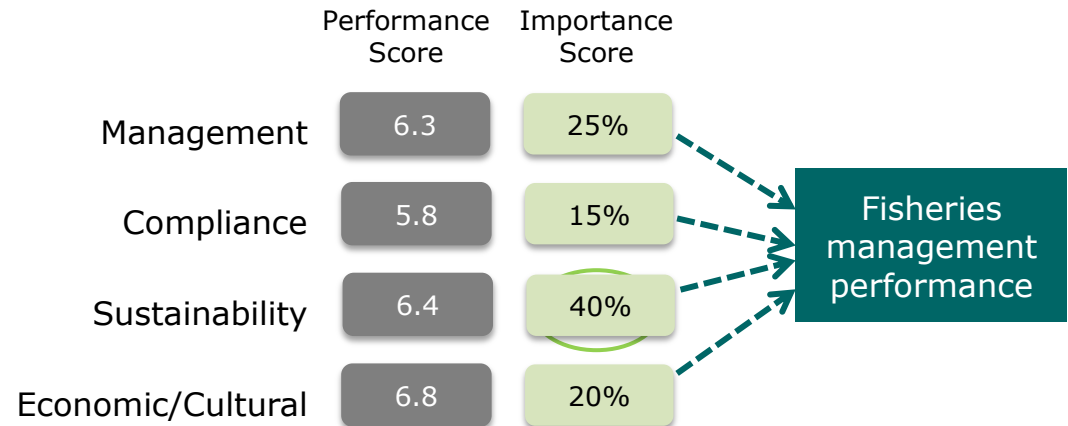 Performance Score
Importance Score
Management 6.3 25%
Compliance 5.8 15%
Sustainability 6.4 40%
Economic/Cultural 6.8 20%
Fisheries
management
performance